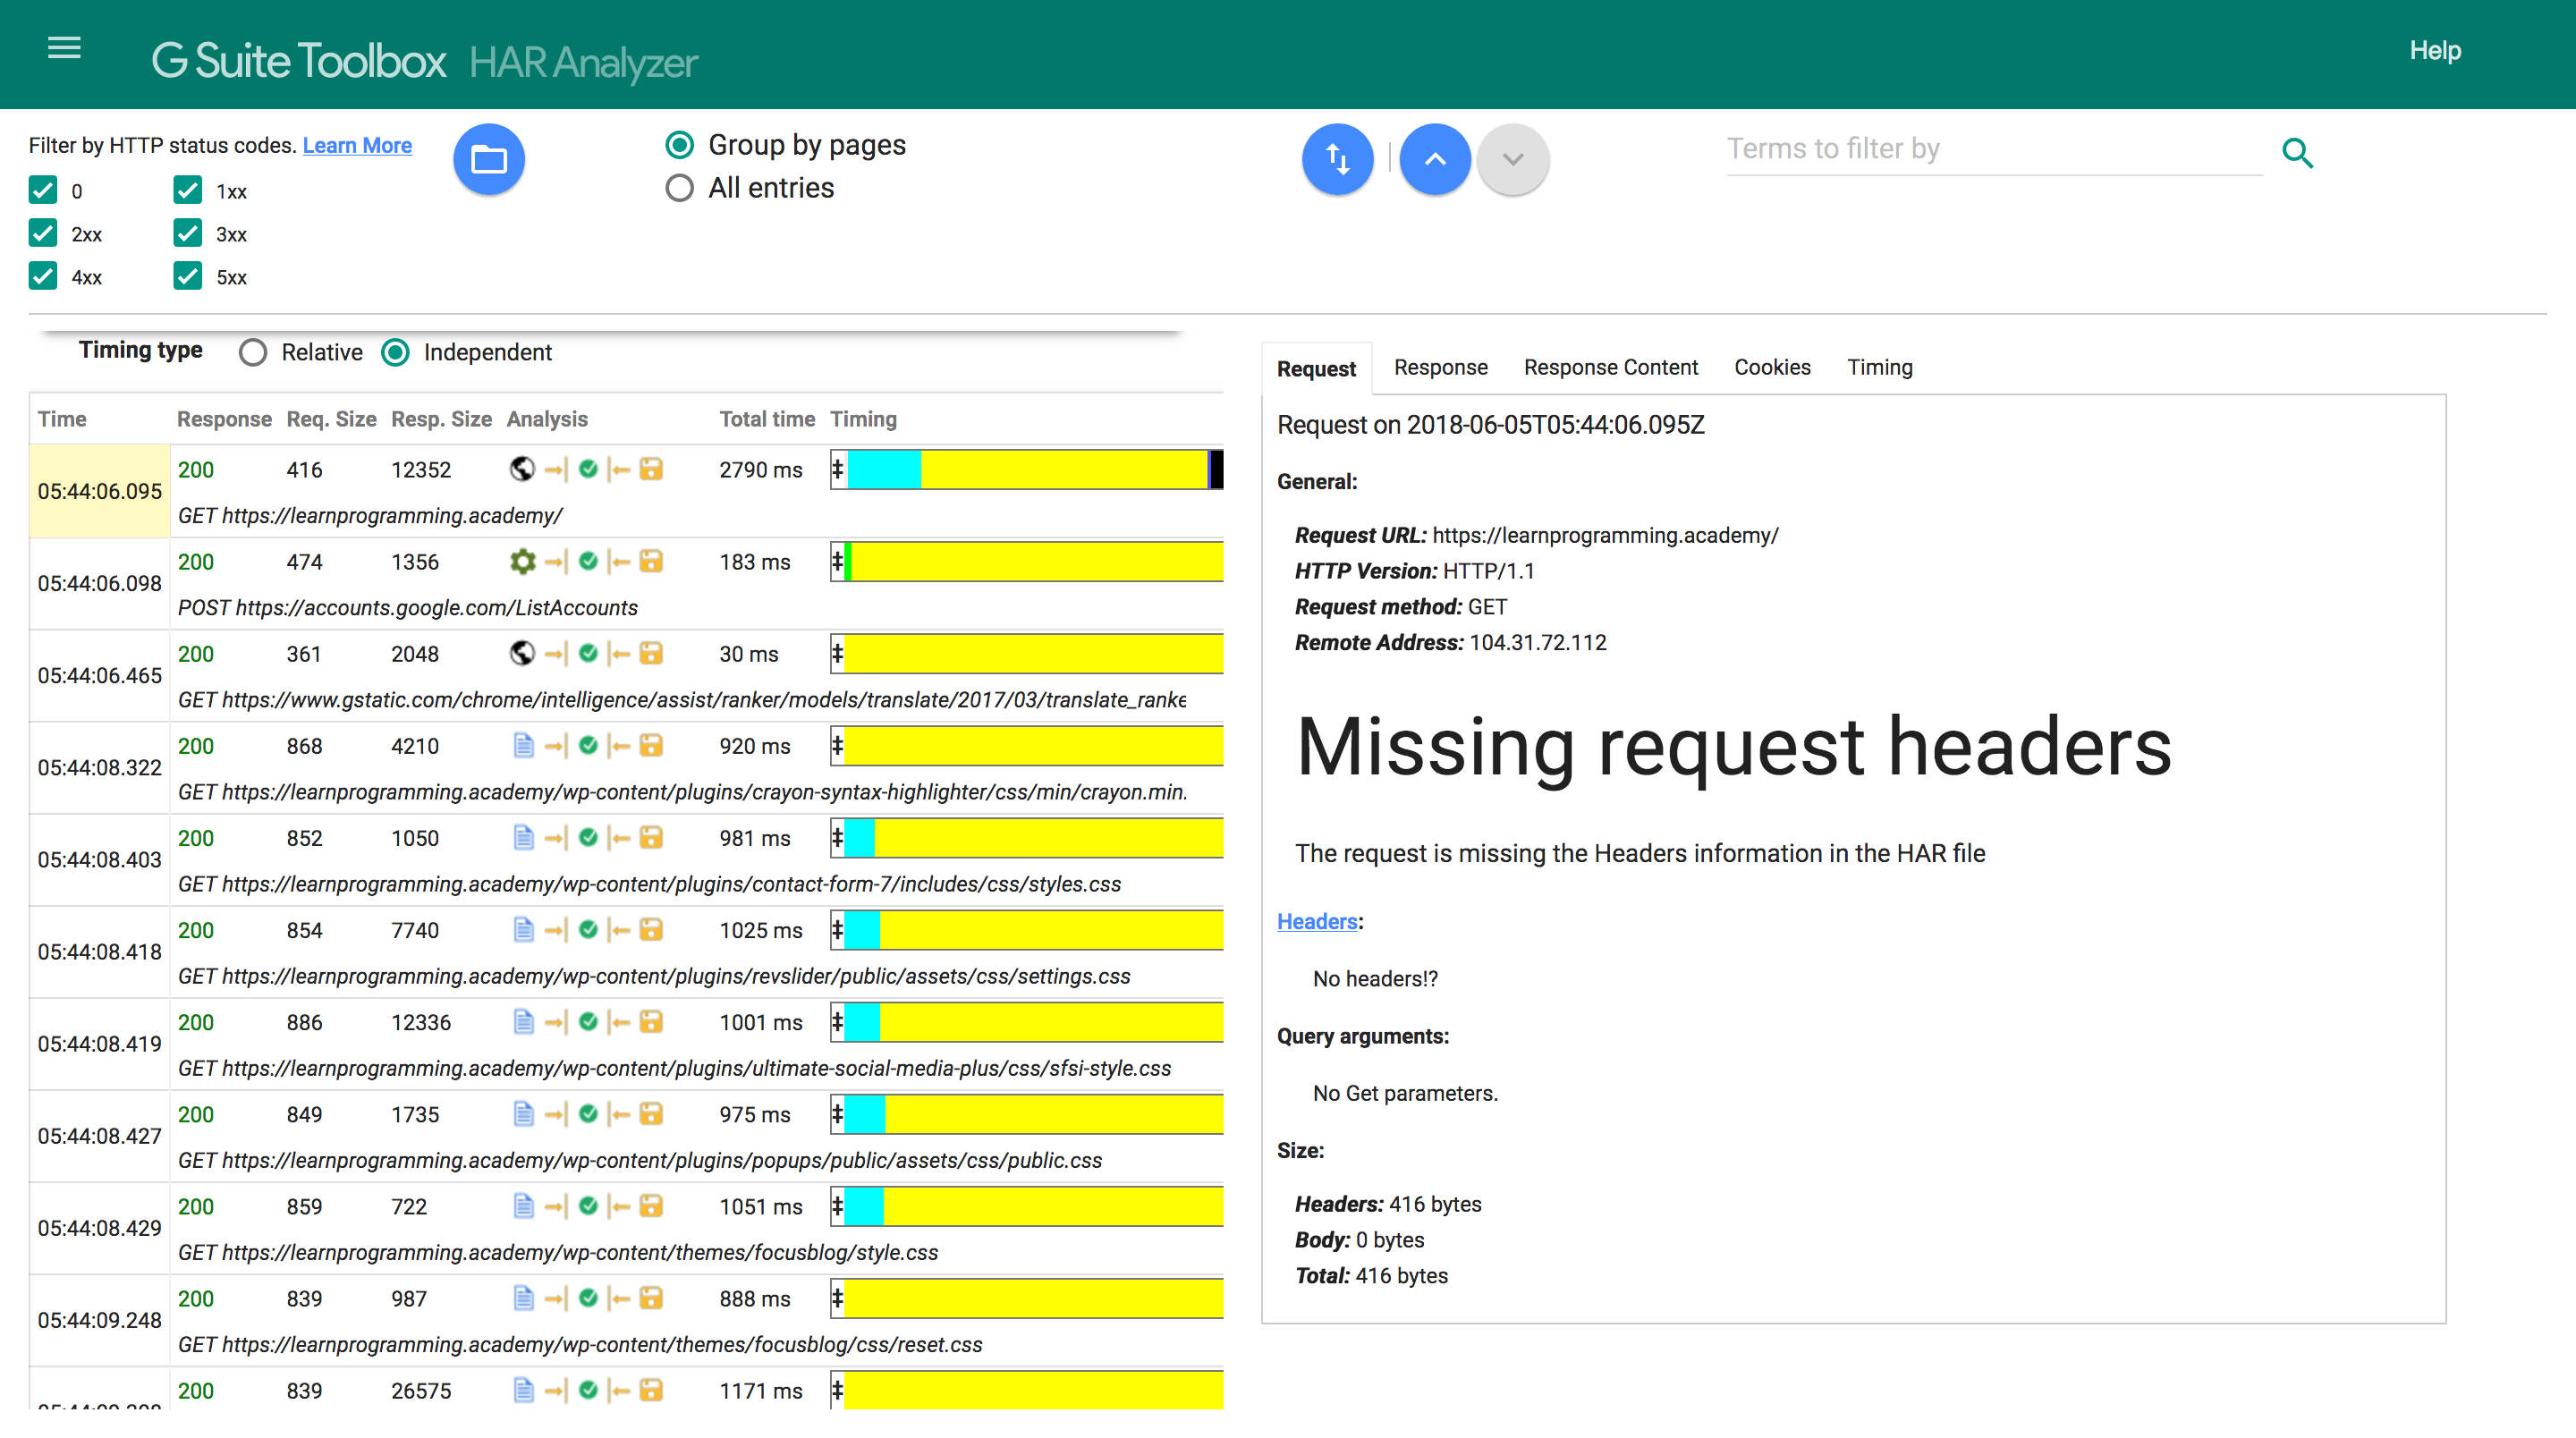 G Suite Toolbox HAR Analyzer
Help
Filter by HTTP status codes. Learn More
0 1xx
2xx 3xx
4xx 5xx
Group by pages
All entries
Terms to filter by
Timing type Relative Independent
Time Response Req. Size Resp. Size Analysis Total time Timing
05:44:06.095 200 416 12352 2790 ms
GET https://learnprogramming.academy/
05:44:06.098 200 474 1356 183 ms
POST https://accounts.google.com/ListAccounts
05:44:06.465 200 361 2048 30 ms
GET https://www.gstatic.com/chrome/intelligence/assist/ranker/models/translate/2017/03/translate_ranke
05:44:08.322 200 868 4210 920 ms
GET https://learnprogramming.academy/wp-content/plugins/crayon-syntax-highlighter/css/min/crayon.min.
05:44:08.403 200 852 1050 981 ms
GET https://learnprogramming.academy/wp-content/plugins/contact-form-7/includes/css/styles.css
05:44:08.418 200 854 7740 1025 ms
GET https://learnprogramming.academy/wp-content/plugins/revslider/public/assets/css/settings.css
05:44:08.419 200 886 12336 1001 ms
GET https://learnprogramming.academy/wp-content/plugins/ultimate-social-media-plus/css/sfsi-style.css
05:44:08.427 200 849 1735 975 ms
GET https://learnprogramming.academy/wp-content/plugins/popups/public/assets/css/public.css
05:44:08.429 200 859 722 1051 ms
GET https://learnprogramming.academy/wp-content/themes/focusblog/style.css
05:44:09.248 200 839 987 888 ms
GET https://learnprogramming.academy/wp-content/themes/focusblog/css/reset.css
200 839 26575 1171 ms
Request Response Response Content Cookies Timing
Request on 2018-06-05T05:44:06.095Z
General:
Request URL: https://learnprogramming.academy/
HTTP Version: HTTP/1.1
Request method: GET
Remote Address: 104.31.72.112
Missing request headers
The request is missing the Headers information in the HAR file
Headers:
No headers!?
Query arguments:
No Get parameters.
Size:
Headers: 416 bytes
Body: 0 bytes
Total: 416 bytes